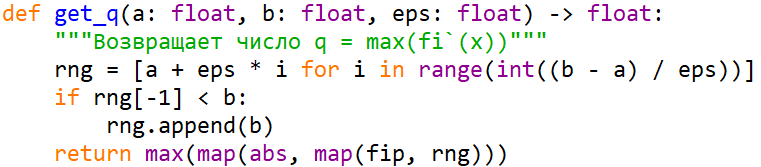 def get_q(a: float, b: float, eps: float) -> float:
    """Возвращает число q = max(fi`(x))"""
    rng = [a + eps * i for i in range(int((b - a) / eps))]
    if rng[-1] < b:
        rng.append(b)
    return max(map(abs, map(fip, rng)))